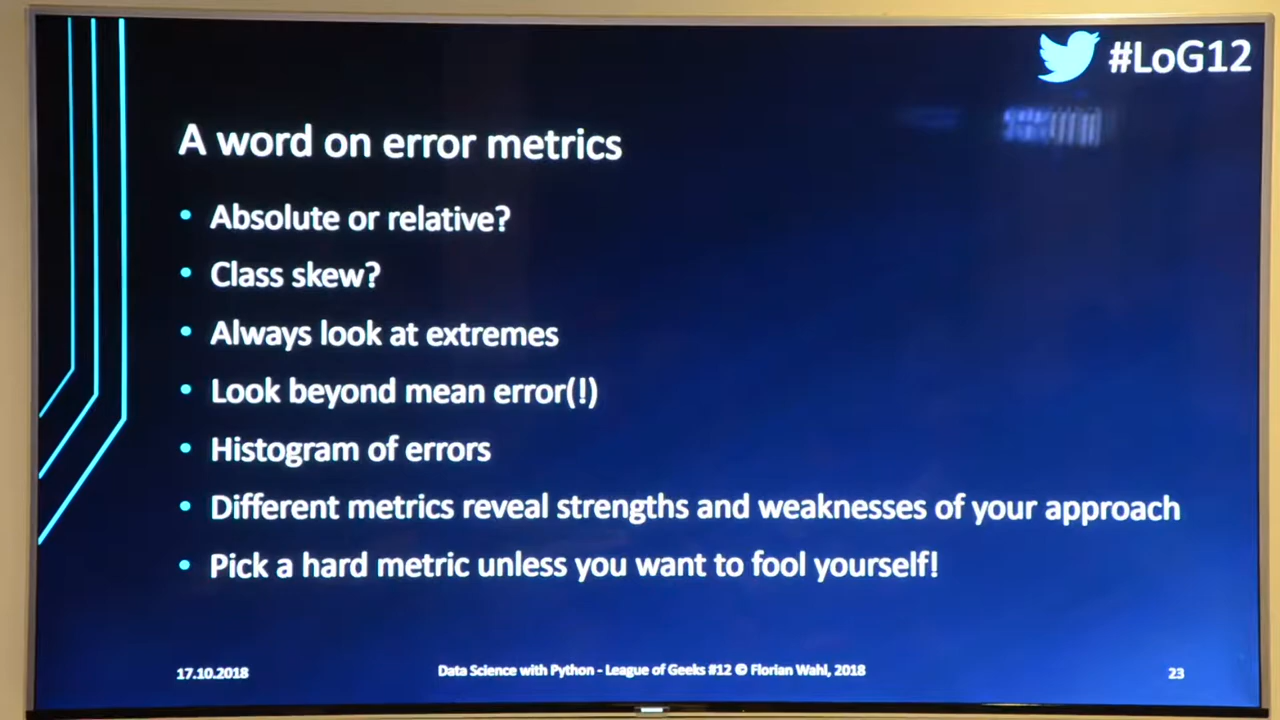 #LoG12
A word on error metrics
• Absolute or relative?
• Class skew?
• Always look at extremes
• Look beyond mean error(!)
• Histogram of errors
• Different metrics reveal strengths and weaknesses of your approach
• Pick a hard metric unless you want to fool yourself!
17.10.2018
Data Science with Python - League of Geeks #12 © Florian Wahl, 2018
23